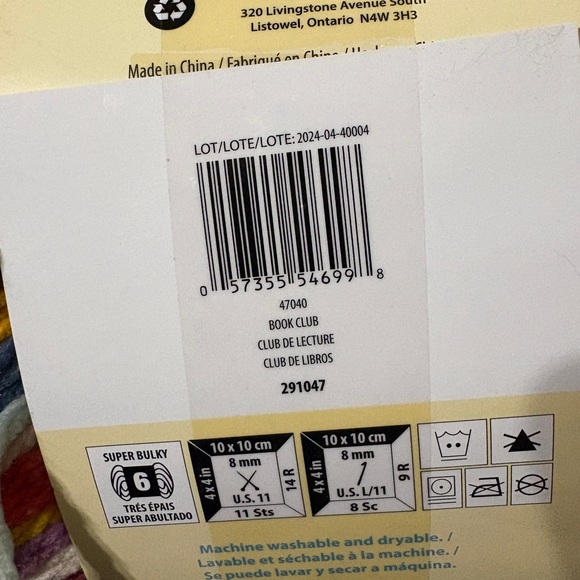 320 Livingstone Avenue South
Listowel, Ontario N4W 3H3
Made in China / Fabriqué en Chine /
LOT/LOTE/LOTE: 2024-04-40004
0 57355 54699 8
47040
BOOK CLUB
CLUB DE LECTURE
CLUB DE LIBROS
291047
SUPER BULKY
6
TRÈS ÉPAIS
SUPER ABULTADO
10 x 10 cm
4 x 4 in
8 mm
14 R
U.S. 11
11 Sts
10 x 10 cm
4 x 4 in
8 mm
9 R
U.S. L/11
8 Sc
Machine washable and dryable. /
Lavable et séchable à la machine. /
Se puede lavar y secar a máquina.